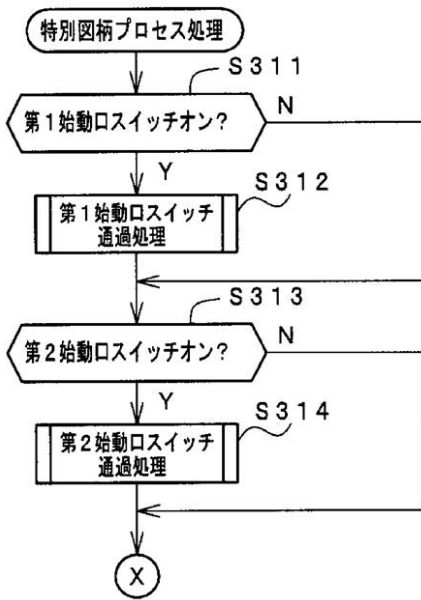 特別図柄プロセス処理
S311
第1始動口スイッチオン?
N
Y
S312
第1始動口スイッチ
通過処理
S313
第2始動口スイッチオン?
N
Y
S314
第2始動口スイッチ
通過処理
X